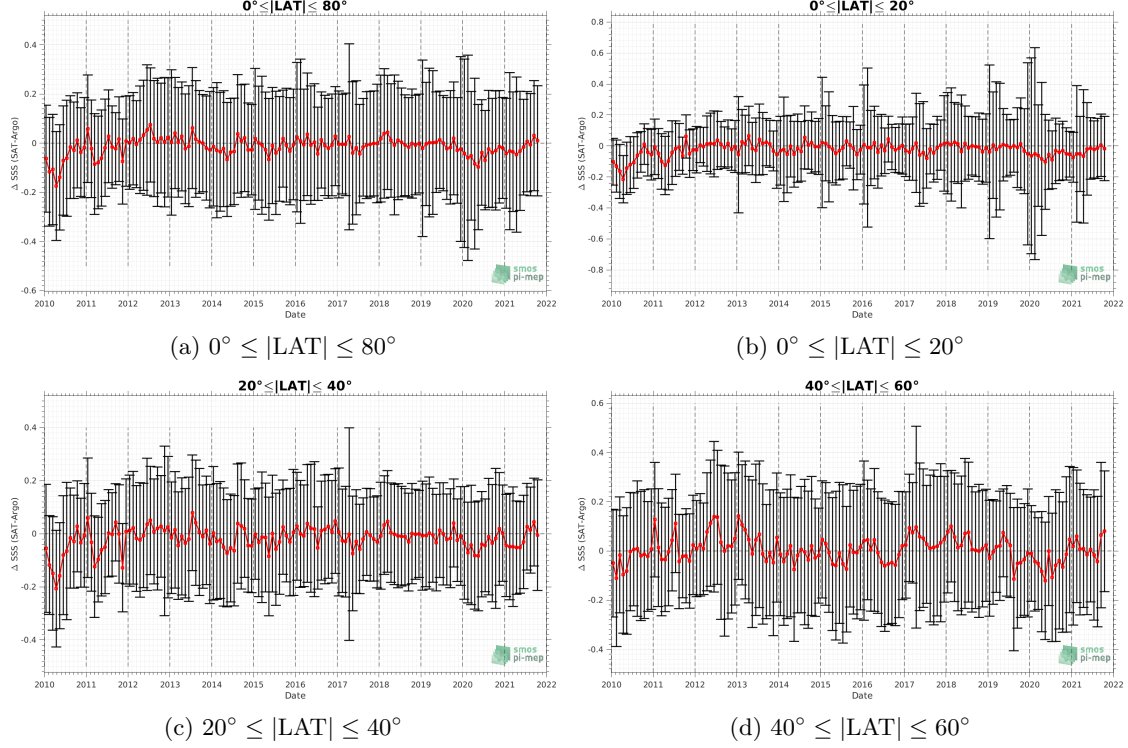 0°≤|LAT|≤ 80°
Δ SSS (SAT-Argo)
0.4
0.2
0
-0.2
-0.4
-0.6
2010 2011 2012 2013 2014 2015 2016 2017 2018 2019 2020 2021 2022
Date
smos
pi-mep
(a) 0° ≤ |LAT| ≤ 80°
0°≤|LAT|≤ 20°
Δ SSS (SAT-Argo)
0.8
0.6
0.4
0.2
0
-0.2
-0.4
-0.6
-0.8
2010 2011 2012 2013 2014 2015 2016 2017 2018 2019 2020 2021 2022
Date
smos
pi-mep
(b) 0° ≤ |LAT| ≤ 20°
20°≤|LAT|≤ 40°
Δ SSS (SAT-Argo)
0.4
0.2
0
-0.2
-0.4
2010 2011 2012 2013 2014 2015 2016 2017 2018 2019 2020 2021 2022
Date
smos
pi-mep
(c) 20° ≤ |LAT| ≤ 40°
40°≤|LAT|≤ 60°
Δ SSS (SAT-Argo)
0.6
0.4
0.2
0
-0.2
-0.4
2010 2011 2012 2013 2014 2015 2016 2017 2018 2019 2020 2021 2022
Date
smos
pi-mep
(d) 40° ≤ |LAT| ≤ 60°